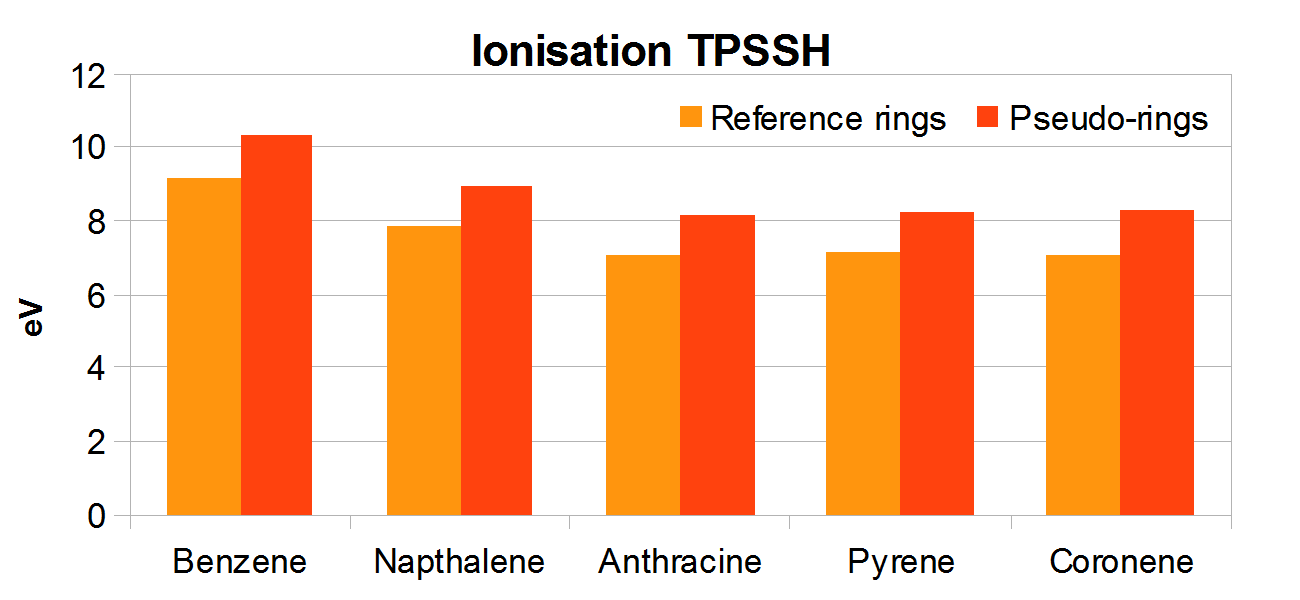 Ionisation TPSSH
12
Reference rings Pseudo-rings
10
8
6
eV
4
2
0
Benzene Napthalene Anthracine Pyrene Coronene